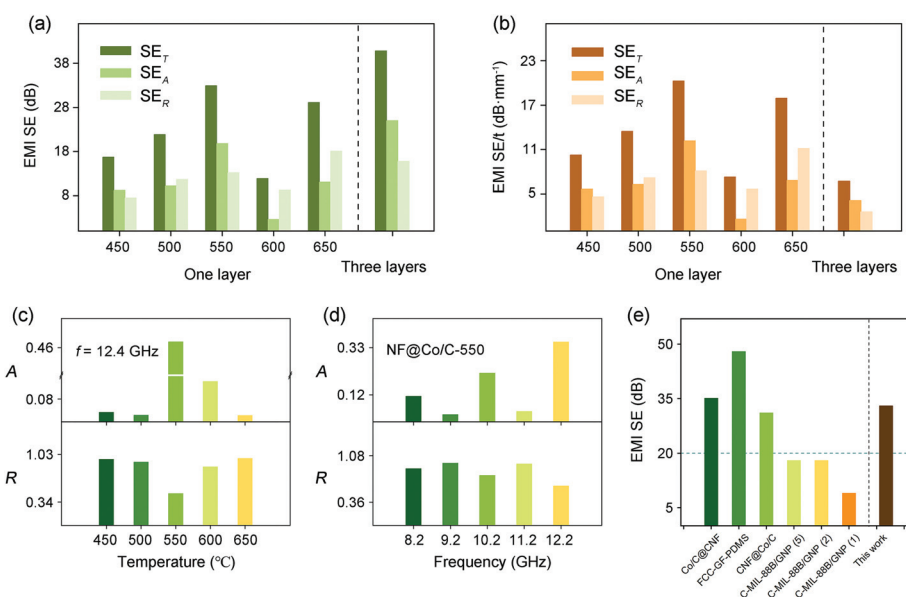 (a)
EMI SE (dB)
38
28
18
8
SE_T
SE_A
SE_R
450 500 550 600 650
One layer
Three layers
(b)
EMI SE/t (dB·mm⁻¹)
23
17
11
5
SE_T
SE_A
SE_R
450 500 550 600 650
One layer
Three layers
(c)
f = 12.4 GHz
A
0.46
0.08
R
1.03
0.34
450 500 550 600 650
Temperature (℃)
(d)
NF@Co/C-550
A
0.33
0.12
R
1.08
0.36
8.2 9.2 10.2 11.2 12.2
Frequency (GHz)
(e)
EMI SE (dB)
50
35
20
5
Co/C@CNF
FCC-GF-PDMS
CNF@Co/C
C-MIL-88B/GNP (5)
C-MIL-88B/GNP (2)
C-MIL-88B/GNP (1)
This work